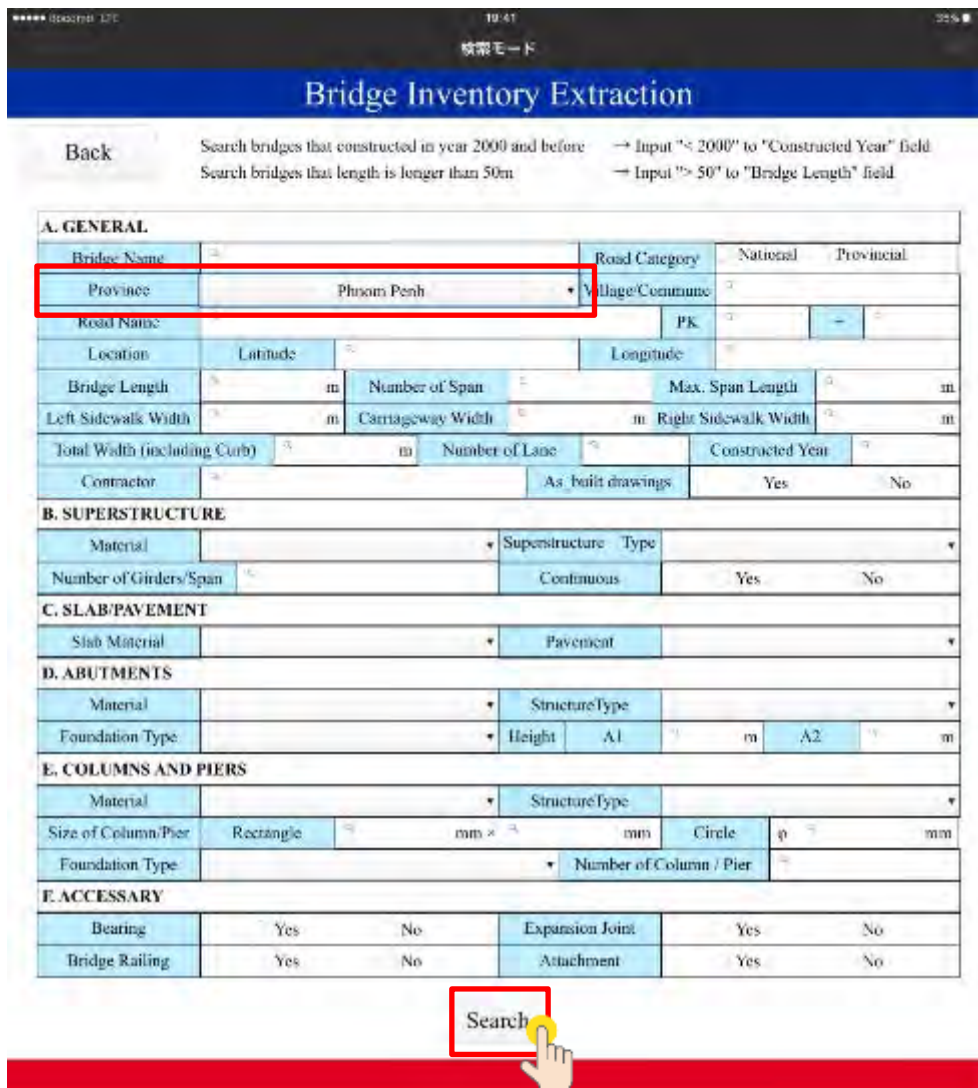 19:41
検索モード
Bridge Inventory Extraction
Back
Search bridges that constructed in year 2000 and before → Input "< 2000" to "Constructed Year" field
Search bridges that length is longer than 50m → Input "> 50" to "Bridge Length" field
A. GENERAL
Bridge Name Road Category National Provincial
Province Phnom Penh Village/Commune
Road Name PK +
Location Latitude Longitude
Bridge Length m Number of Span Max. Span Length m
Left Sidewalk Width m Carriageway Width m Right Sidewalk Width m
Total Width (including Curb) m Number of Lane Constructed Year
Contractor As_built drawings Yes No
B. SUPERSTRUCTURE
Material Superstructure Type
Number of Girders/Span Continuous Yes No
C. SLAB/PAVEMENT
Slab Material Pavement
D. ABUTMENTS
Material StructureType
Foundation Type Height A1 m A2 m
E. COLUMNS AND PIERS
Material StructureType
Size of Column/Pier Rectangle mm × mm Circle φ mm
Foundation Type Number of Column / Pier
F. ACCESSARY
Bearing Yes No Expansion Joint Yes No
Bridge Railing Yes No Attachment Yes No
Search